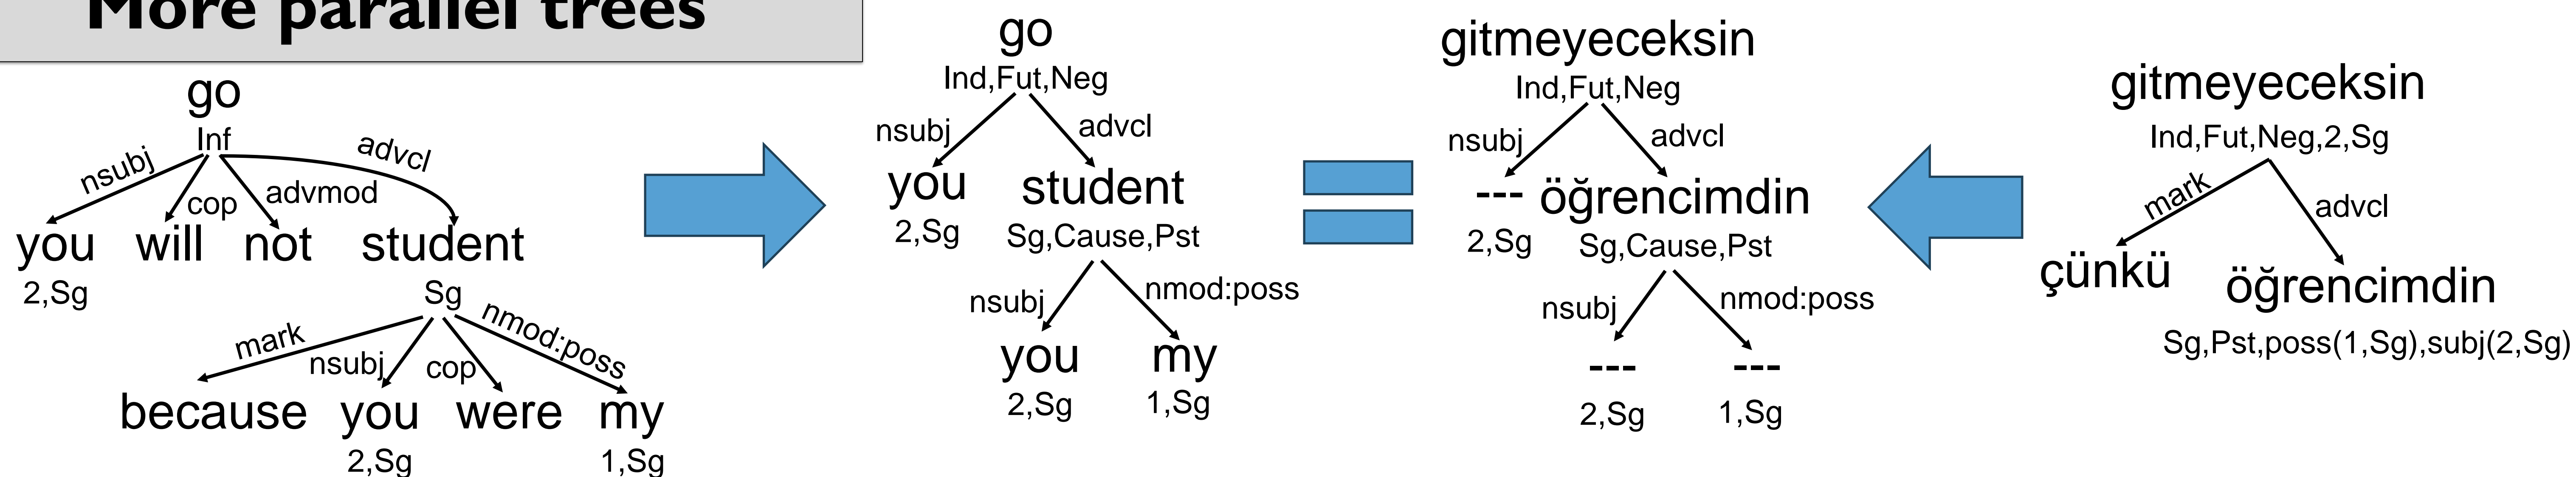 More parallel trees
go
Inf
nsubj
cop
advmod
advcl
you will not student
2,Sg
Sg
mark
nsubj
cop
nmod:poss
because you were my
2,Sg 1,Sg
go
Ind,Fut,Neg
nsubj
advcl
you student
2,Sg Sg,Cause,Pst
nsubj
nmod:poss
you my
2,Sg 1,Sg
gitmeyeceksin
Ind,Fut,Neg
nsubj
advcl
--- öğrencimdin
2,Sg Sg,Cause,Pst
nsubj
nmod:poss
--- ---
2,Sg 1,Sg
gitmeyeceksin
Ind,Fut,Neg,2,Sg
mark
advcl
çünkü öğrencimdin
Sg,Pst,poss(1,Sg),subj(2,Sg)